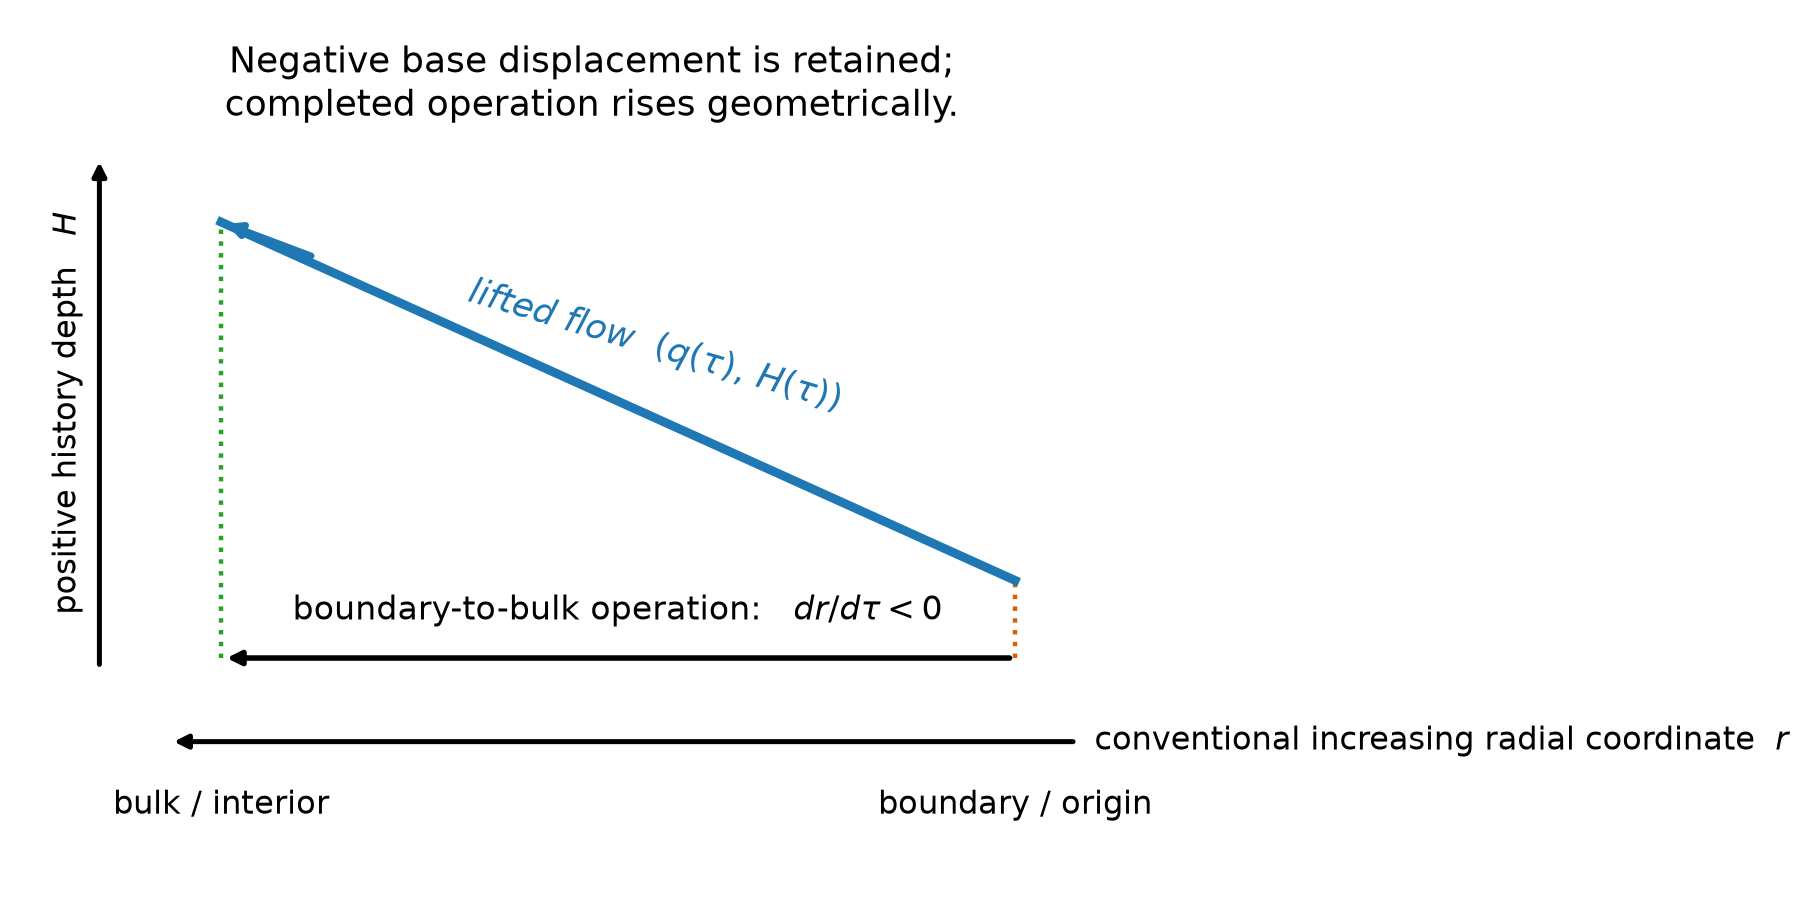 Negative base displacement is retained;
completed operation rises geometrically.
positive history depth H
lifted flow (q(τ), H(τ))
boundary-to-bulk operation: dr/dτ < 0
conventional increasing radial coordinate r
bulk / interior
boundary / origin